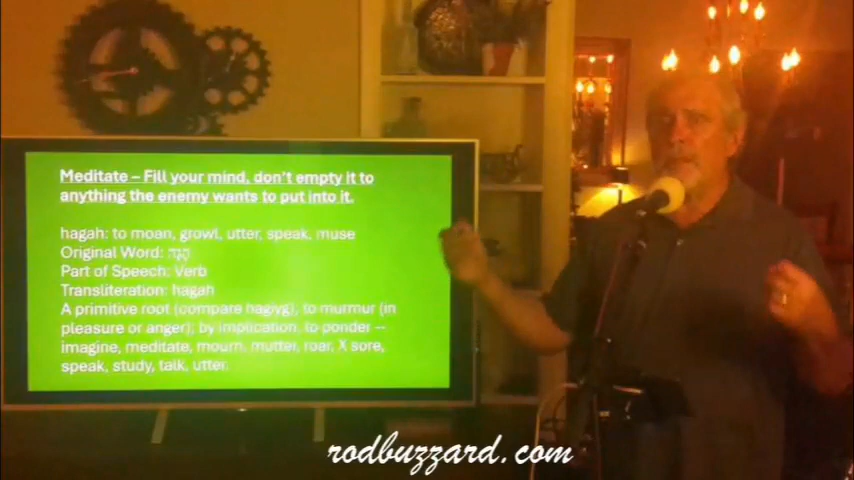 Meditate – Fill your mind, don't empty it to
anything the enemy wants to put into it.
hagah: to moan, growl, utter, speak, muse
Original Word: הָגָה
Part of Speech: Verb
Transliteration: hagah
A primitive root (compare hagiyg); to murmur (in
pleasure or anger); by implication, to ponder --
imagine, meditate, mourn, mutter, roar, X sore,
speak, study, talk, utter.
rodbuzzard.com